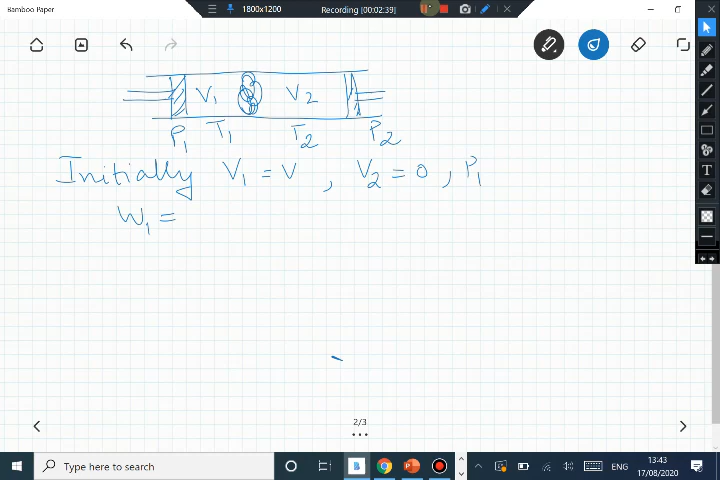 Bamboo Paper
1800x1200
Recording [00:02:39]
V1 V2
P1 T1 T2 P2
Initially V1 = V , V2 = 0 , P1
W1 =
T
2/3
Type here to search
ENG
13:43
17/08/2020